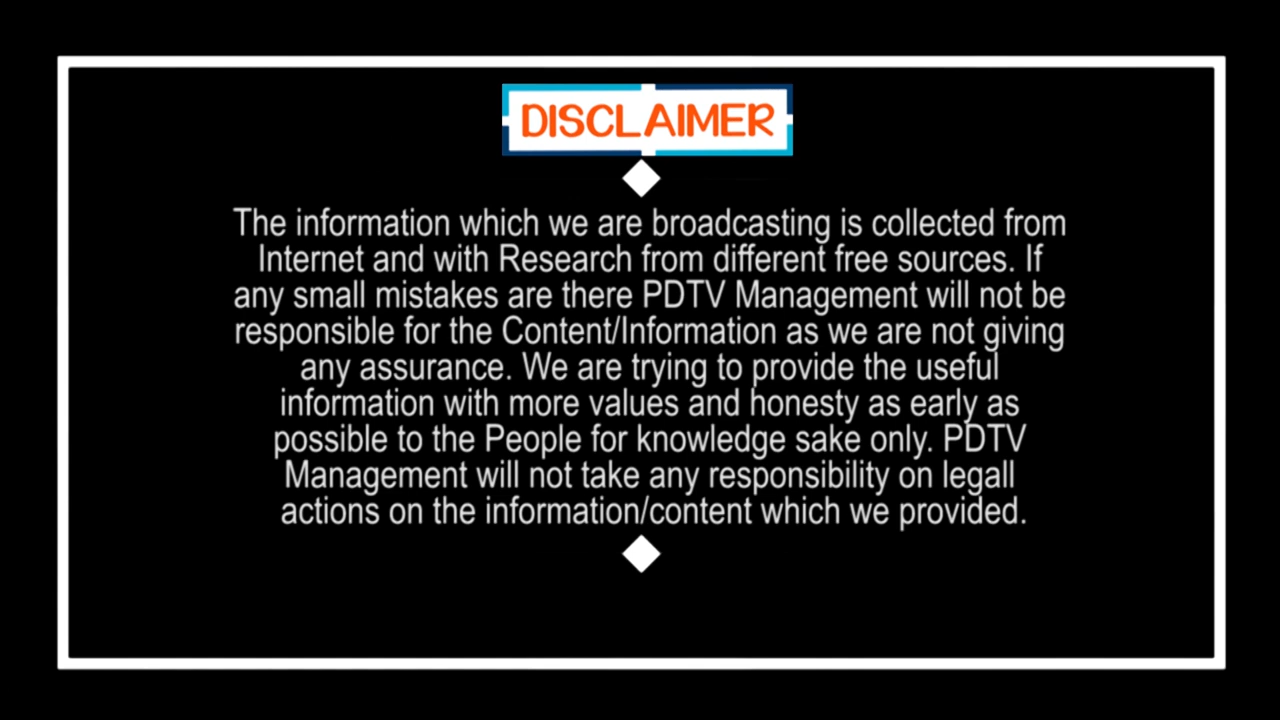 DISCLAIMER
The information which we are broadcasting is collected from
Internet and with Research from different free sources. If
any small mistakes are there PDTV Management will not be
responsible for the Content/Information as we are not giving
any assurance. We are trying to provide the useful
information with more values and honesty as early as
possible to the People for knowledge sake only. PDTV
Management will not take any responsibility on legall
actions on the information/content which we provided.